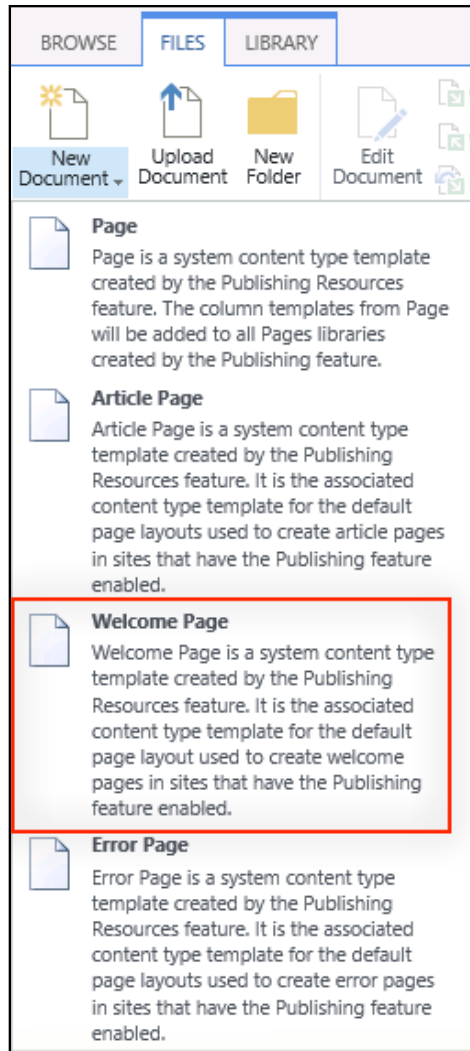 BROWSE FILES LIBRARY
New Document Upload Document New Folder Edit Document
Page
Page is a system content type template
created by the Publishing Resources
feature. The column templates from Page
will be added to all Pages libraries
created by the Publishing feature.
Article Page
Article Page is a system content type
template created by the Publishing
Resources feature. It is the associated
content type template for the default
page layouts used to create article pages
in sites that have the Publishing feature
enabled.
Welcome Page
Welcome Page is a system content type
template created by the Publishing
Resources feature. It is the associated
content type template for the default
page layout used to create welcome
pages in sites that have the Publishing
feature enabled.
Error Page
Error Page is a system content type
template created by the Publishing
Resources feature. It is the associated
content type template for the default
page layouts used to create error pages
in sites that have the Publishing feature
enabled.